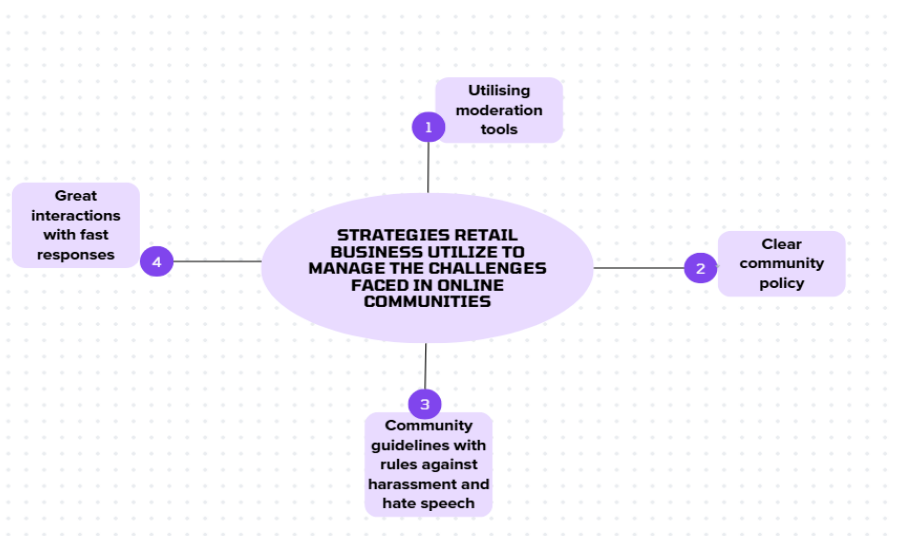 Utilising
moderation
tools
1
Great
interactions
with fast
responses
4
STRATEGIES RETAIL
BUSINESS UTILIZE TO
MANAGE THE CHALLENGES
FACED IN ONLINE
COMMUNITIES
2
Clear
community
policy
3
Community
guidelines with
rules against
harassment and
hate speech